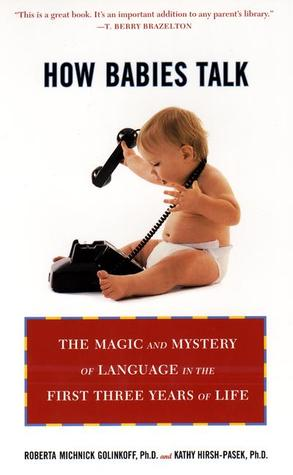 "This is a great book. It's an important addition to any parent's library."
—T. BERRY BRAZELTON
HOW BABIES TALK
THE MAGIC AND MYSTERY
OF LANGUAGE IN THE
FIRST THREE YEARS OF LIFE
ROBERTA MICHNICK GOLINKOFF, Ph.D. and KATHY HIRSH-PASEK, Ph.D.